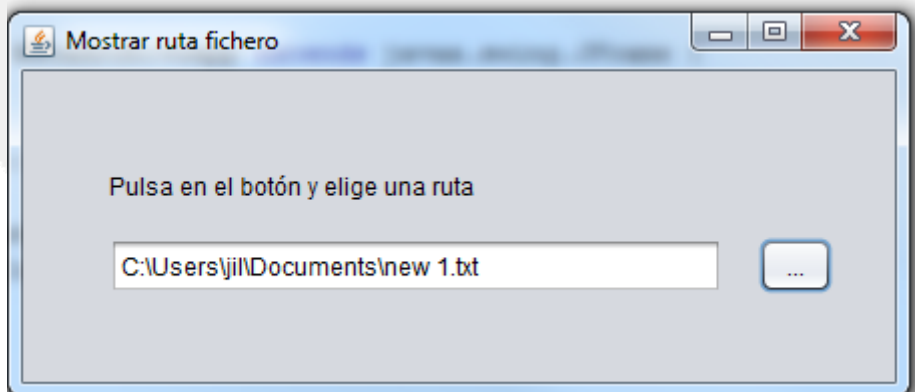 Mostrar ruta fichero
Pulsa en el botón y elige una ruta
C:\Users\jil\Documents\new 1.txt
...